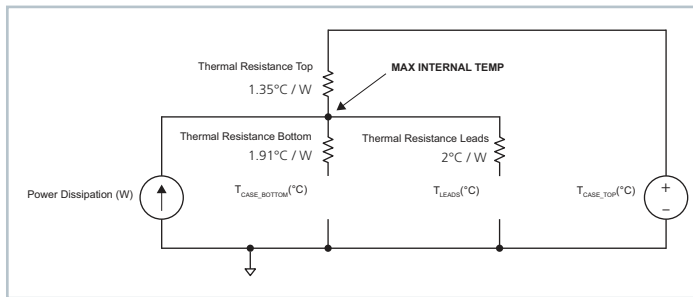 Thermal Resistance Top
1.35°C / W
MAX INTERNAL TEMP
Thermal Resistance Bottom
1.91°C / W
Thermal Resistance Leads
2°C / W
Power Dissipation (W)
TCASE_BOTTOM(°C)
TLEADS(°C)
TCASE_TOP(°C)
+
–